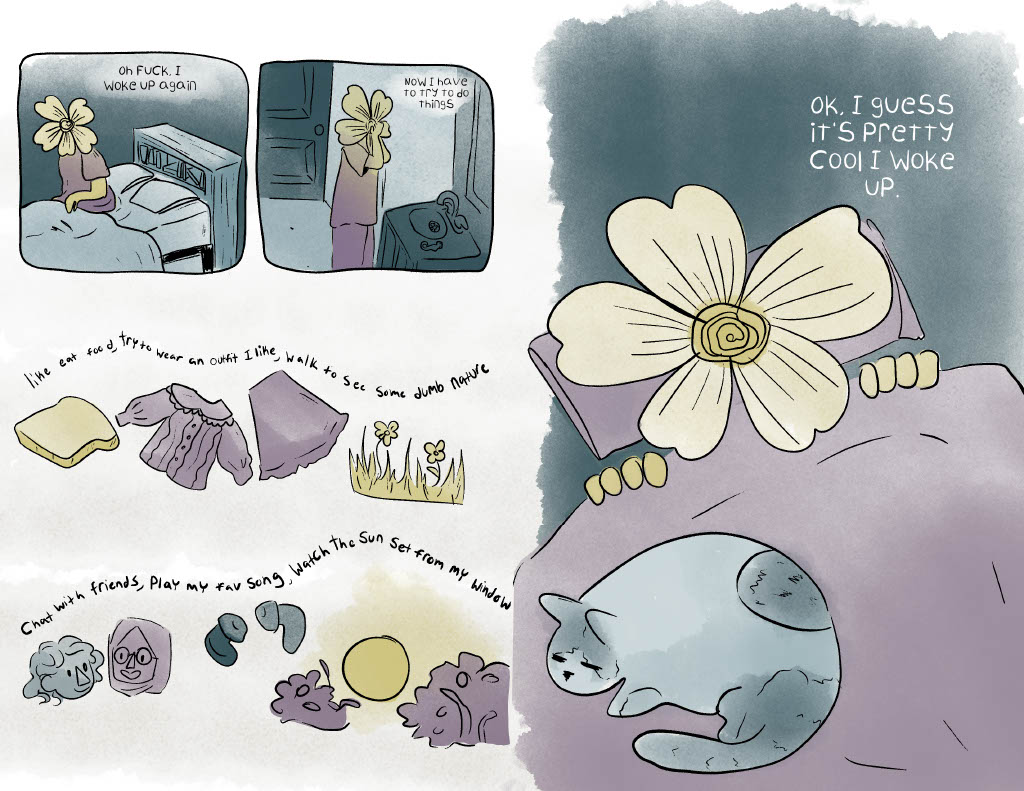 Oh FUCK, I
WOKE UP again
NOW I have
to try to do
things
like eat food, try to wear an outfit I like, walk to see some dumb nature
Chat with friends, Play my fav song, Watch the Sun Set from my window
OK, I guess
it's pretty
cool I woke
up.